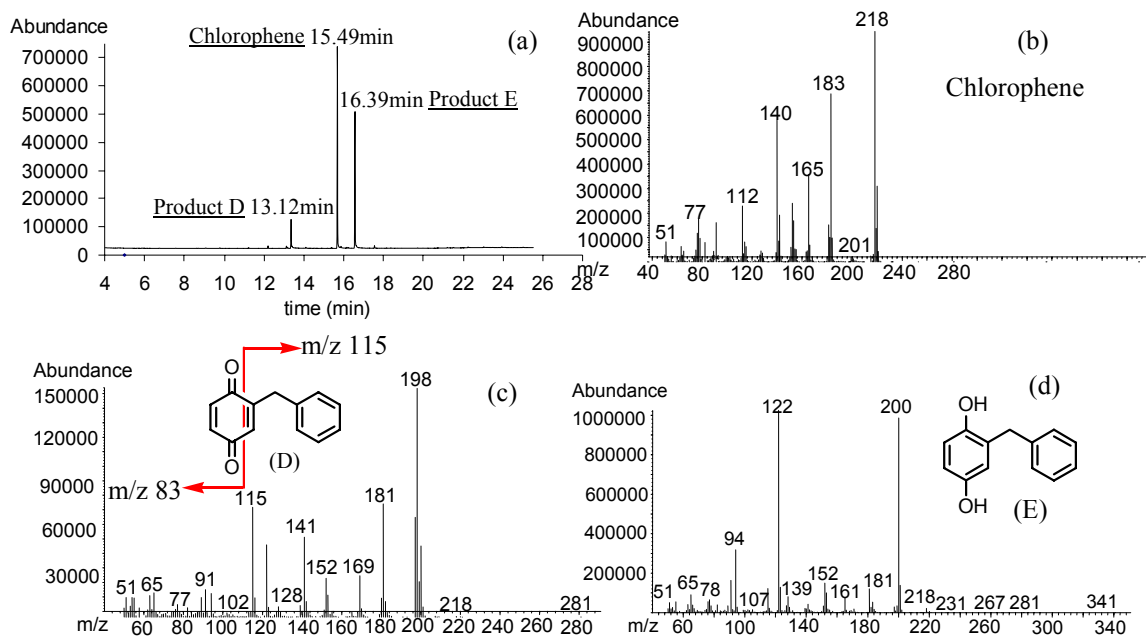 Abundance
Chlorophene 15.49min
(a)
700000
600000
500000
400000
300000
200000
100000
0
16.39min Product E
Product D 13.12min
4 6 8 10 12 14 16 18 20 22 24 26 28
time (min)
Abundance
218
(b)
900000
800000
700000
600000
500000
400000
300000
200000
100000
m/z
Chlorophene
183
140
165
112
77
51
201
40 80 120 160 200 240 280
m/z 115
Abundance
(c)
150000
120000
90000
60000
30000
m/z
O
O
(D)
m/z 83
198
115
181
141
152
169
51 65
77
91
102
128
218
281
60 80 100 120 140 160 180 200 220 240 260 280
Abundance
(d)
1000000
800000
600000
400000
200000
0
m/z
122
200
OH
OH
(E)
94
51
65
78
107
139
152
161
181
218
231
267
281
341
60 100 140 180 220 260 300 350